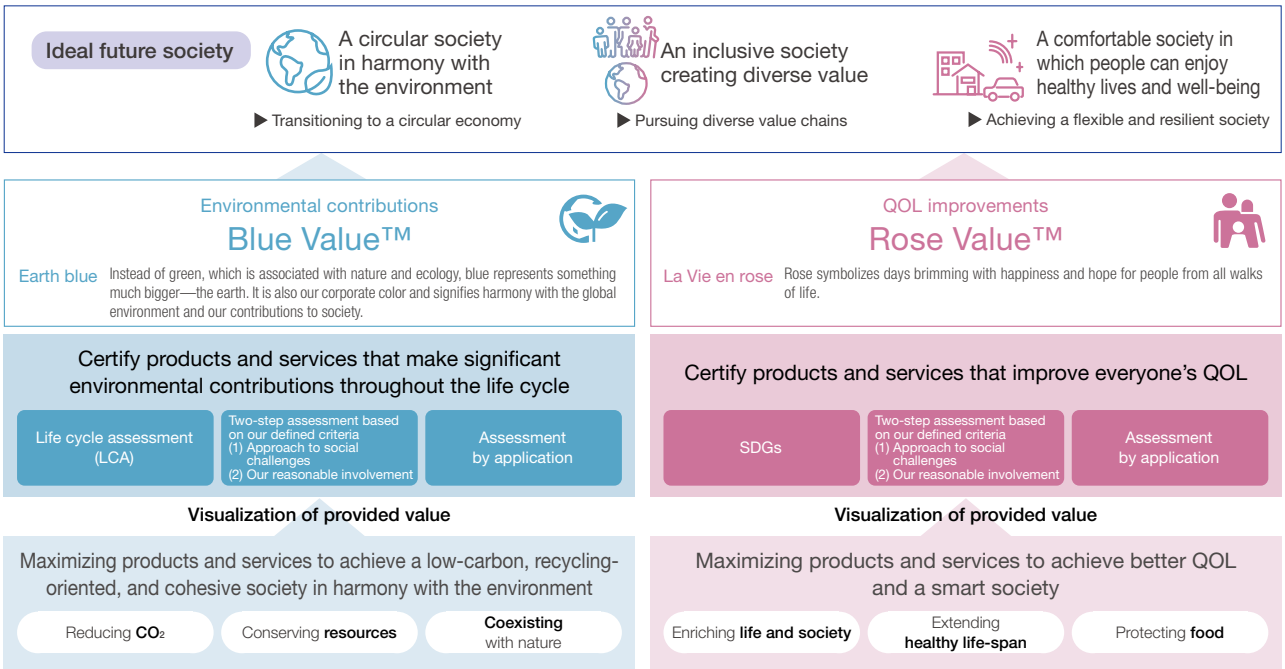 Ideal future society
A circular society
in harmony with
the environment
▶ Transitioning to a circular economy
An inclusive society
creating diverse value
▶ Pursuing diverse value chains
A comfortable society in
which people can enjoy
healthy lives and well-being
▶ Achieving a flexible and resilient society
Environmental contributions
Blue Value™
Earth blue
Instead of green, which is associated with nature and ecology, blue represents something
much bigger—the earth. It is also our corporate color and signifies harmony with the global
environment and our contributions to society.
Certify products and services that make significant
environmental contributions throughout the life cycle
Life cycle assessment
(LCA)
Two-step assessment based
on our defined criteria
(1) Approach to social
challenges
(2) Our reasonable involvement
Assessment
by application
Visualization of provided value
Maximizing products and services to achieve a low-carbon, recycling-
oriented, and cohesive society in harmony with the environment
Reducing CO₂
Conserving resources
Coexisting
with nature
QOL improvements
Rose Value™
La Vie en rose
Rose symbolizes days brimming with happiness and hope for people from all walks
of life.
Certify products and services that improve everyone's QOL
SDGs
Two-step assessment based
on our defined criteria
(1) Approach to social
challenges
(2) Our reasonable involvement
Assessment
by application
Visualization of provided value
Maximizing products and services to achieve better QOL
and a smart society
Enriching life and society
Extending
healthy life-span
Protecting food